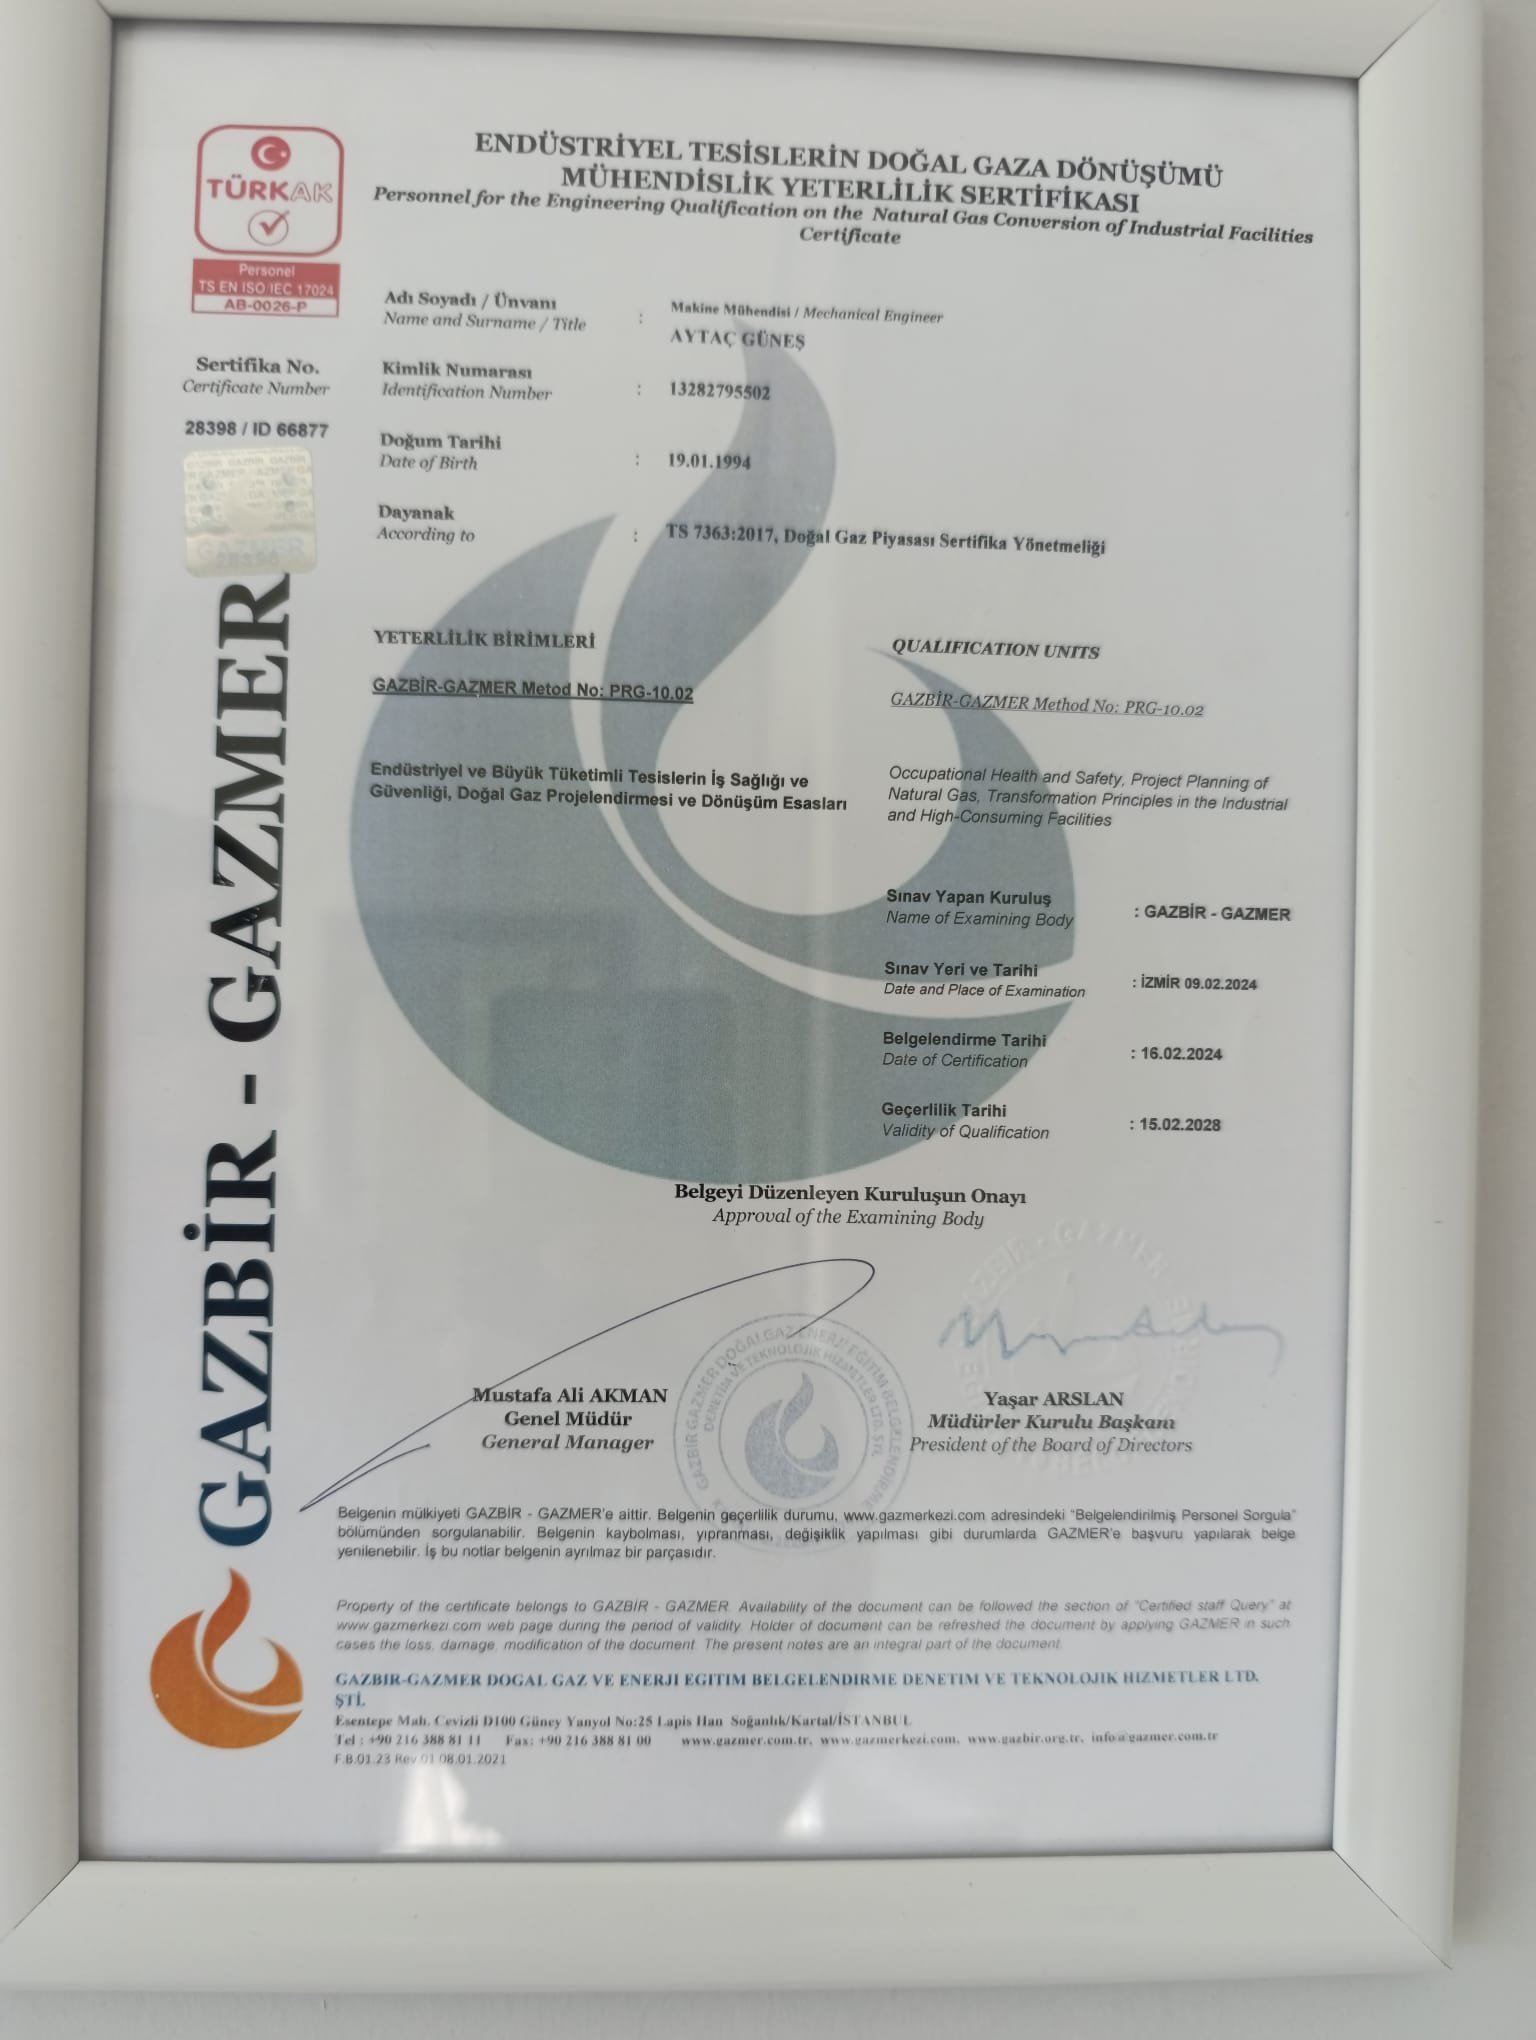 TÜRKAK
Personel
TS EN ISO/IEC 17024
AB-0026-P
ENDÜSTRİYEL TESİSLERİN DOĞAL GAZA DÖNÜŞÜMÜ
MÜHENDİSLİK YETERLİLİK SERTİFİKASI
Personnel for the Engineering Qualification on the Natural Gas Conversion of Industrial Facilities
Certificate
Sertifika No.
Certificate Number
28398 / ID 66877
Adı Soyadı / Ünvanı
Name and Surname / Title
: Makine Mühendisi / Mechanical Engineer
AYTAÇ GÜNEŞ
Kimlik Numarası
Identification Number
: 13282795502
Doğum Tarihi
Date of Birth
: 19.01.1994
Dayanak
According to
: TS 7363:2017, Doğal Gaz Piyasası Sertifika Yönetmeliği
GAZBİR - GAZMER
YETERLİLİK BİRİMLERİ
GAZBİR-GAZMER Metod No: PRG-10.02
Endüstriyel ve Büyük Tüketimli Tesislerin İş Sağlığı ve
Güvenliği, Doğal Gaz Projelendirmesi ve Dönüşüm Esasları
QUALIFICATION UNITS
GAZBİR-GAZMER Method No: PRG-10.02
Occupational Health and Safety, Project Planning of
Natural Gas, Transformation Principles in the Industrial
and High-Consuming Facilities
Sınav Yapan Kuruluş
Name of Examining Body
: GAZBİR - GAZMER
Sınav Yeri ve Tarihi
Date and Place of Examination
: İZMİR 09.02.2024
Belgelendirme Tarihi
Date of Certification
: 16.02.2024
Geçerlilik Tarihi
Validity of Qualification
: 15.02.2028
Belgeyi Düzenleyen Kuruluşun Onayı
Approval of the Examining Body
Mustafa Ali AKMAN
Genel Müdür
General Manager
GAZBİR GAZMER DOĞAL GAZ ENERJİ EĞİTİM BELGELENDİRME
DENETİM VE TEKNOLOJİK HİZMETLER LTD. ŞTİ.
Yaşar ARSLAN
Müdürler Kurulu Başkanı
President of the Board of Directors
Belgenin mülkiyeti GAZBİR - GAZMER'e aittir. Belgenin geçerlilik durumu, www.gazmerkezi.com adresindeki "Belgelendirilmiş Personel Sorgula"
bölümünden sorgulanabilir. Belgenin kaybolması, yıpranması, değişiklik yapılması gibi durumlarda GAZMER'e başvuru yapılarak belge
yenilenebilir. İş bu notlar belgenin ayrılmaz bir parçasıdır.
Property of the certificate belongs to GAZBİR - GAZMER. Availability of the document can be followed the section of "Certified staff Query" at
www.gazmerkezi.com web page during the period of validity. Holder of document can be refreshed the document by applying GAZMER in such
cases the loss, damage, modification of the document. The present notes are an integral part of the document.
GAZBIR-GAZMER DOGAL GAZ VE ENERJI EGITIM BELGELENDIRME DENETIM VE TEKNOLOJIK HIZMETLER LTD.
ŞTİ.
Esentepe Mah. Cevizli D100 Güney Yanyol No:25 Lapis Han Soğanlık/Kartal/İSTANBUL
Tel : +90 216 388 81 11 Fax: +90 216 388 81 00 www.gazmer.com.tr, www.gazmerkezi.com, www.gazbir.org.tr, info@gazmer.com.tr
F.B.01.23 Rev.01 08.01.2021